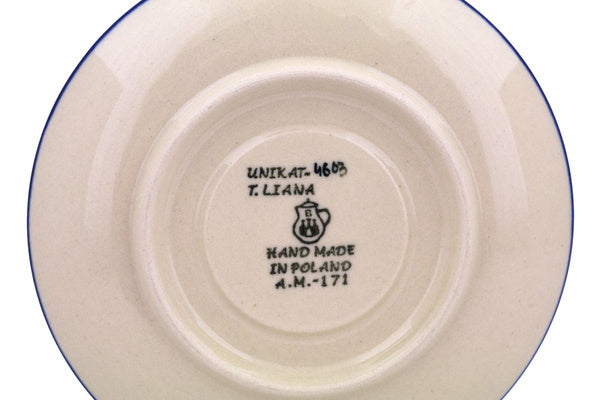 UNIKAT-4603
T. LIANA
B
HAND MADE
IN POLAND
A.M.-171